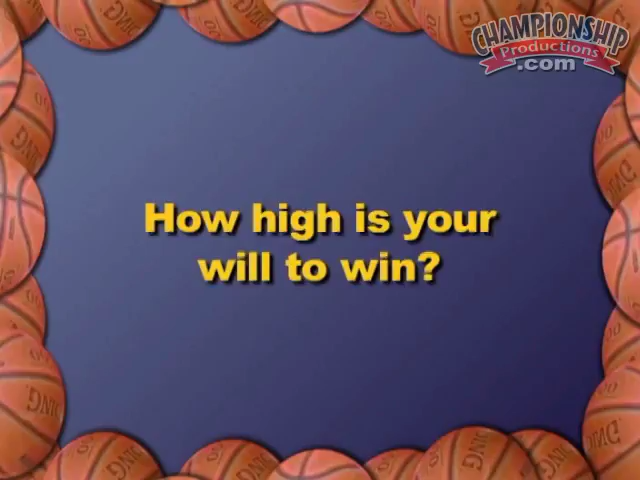 CHAMPIONSHIP
Productions
.com
How high is your
will to win?